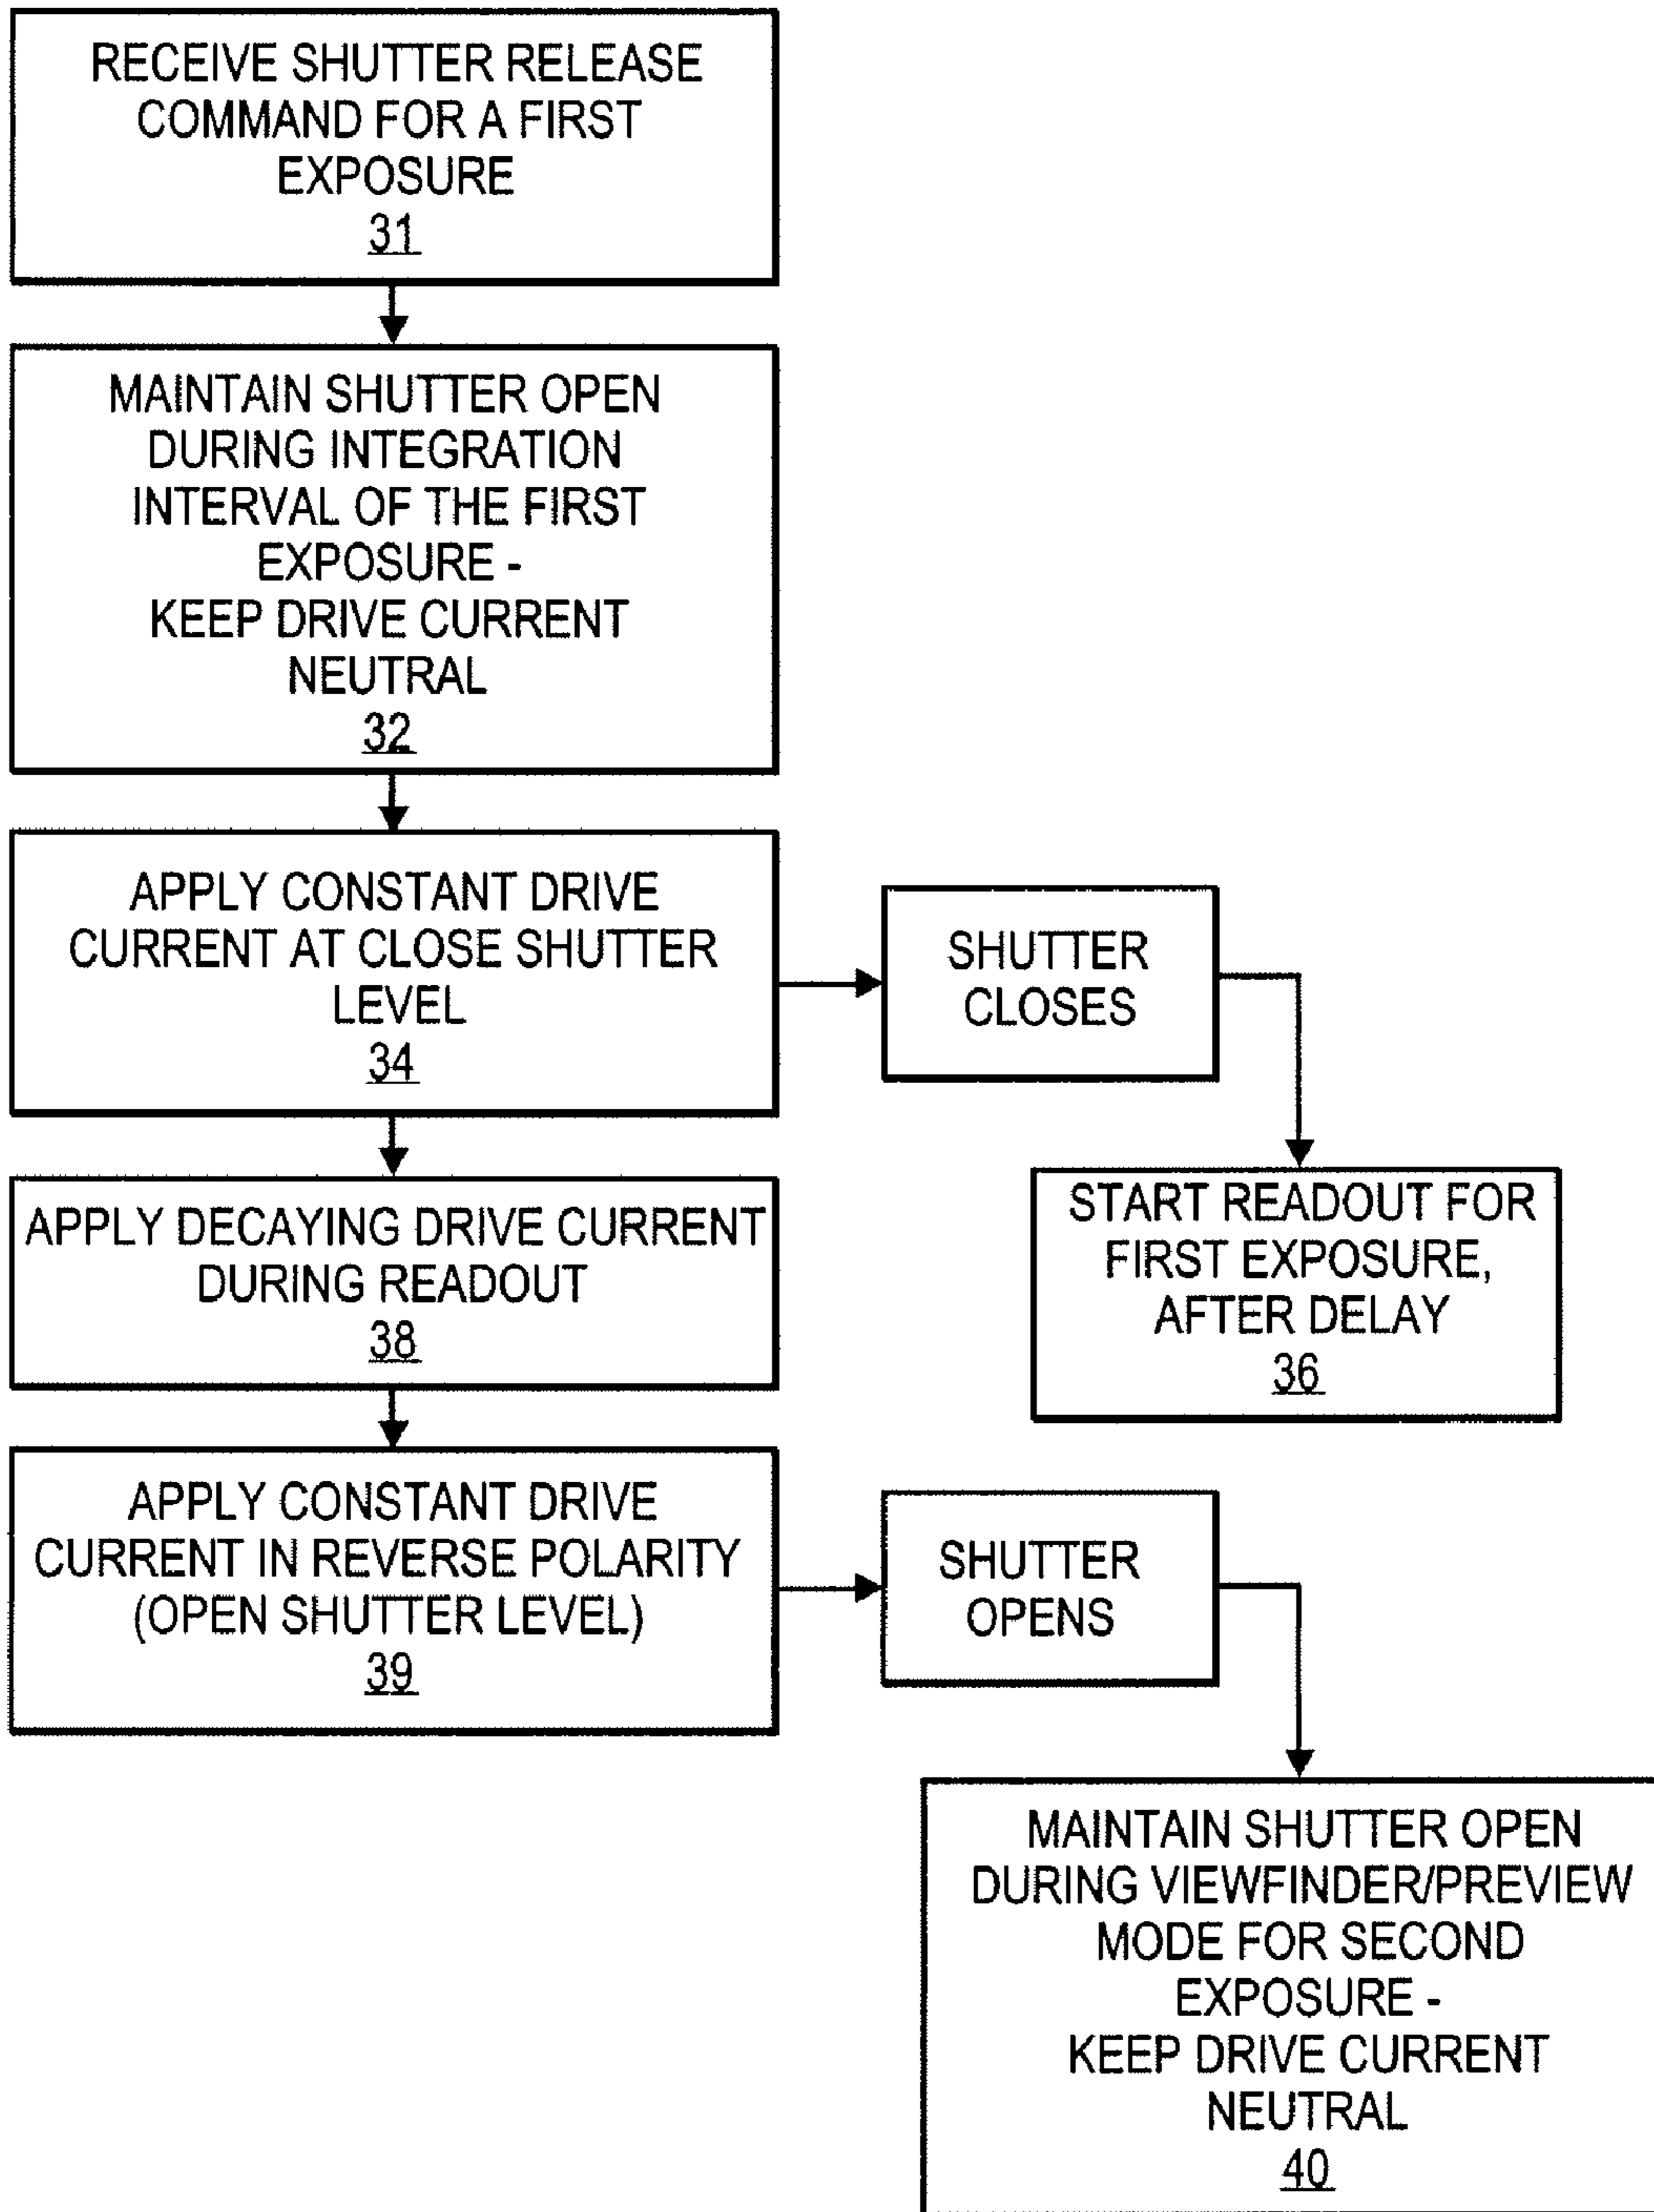 RECEIVE SHUTTER RELEASE
COMMAND FOR A FIRST
EXPOSURE
31
MAINTAIN SHUTTER OPEN
DURING INTEGRATION
INTERVAL OF THE FIRST
EXPOSURE -
KEEP DRIVE CURRENT
NEUTRAL
32
APPLY CONSTANT DRIVE
CURRENT AT CLOSE SHUTTER
LEVEL
34
SHUTTER
CLOSES
START READOUT FOR
FIRST EXPOSURE,
AFTER DELAY
36
APPLY DECAYING DRIVE CURRENT
DURING READOUT
38
APPLY CONSTANT DRIVE
CURRENT IN REVERSE POLARITY
(OPEN SHUTTER LEVEL)
39
SHUTTER
OPENS
MAINTAIN SHUTTER OPEN
DURING VIEWFINDER/PREVIEW
MODE FOR SECOND
EXPOSURE -
KEEP DRIVE CURRENT
NEUTRAL
40